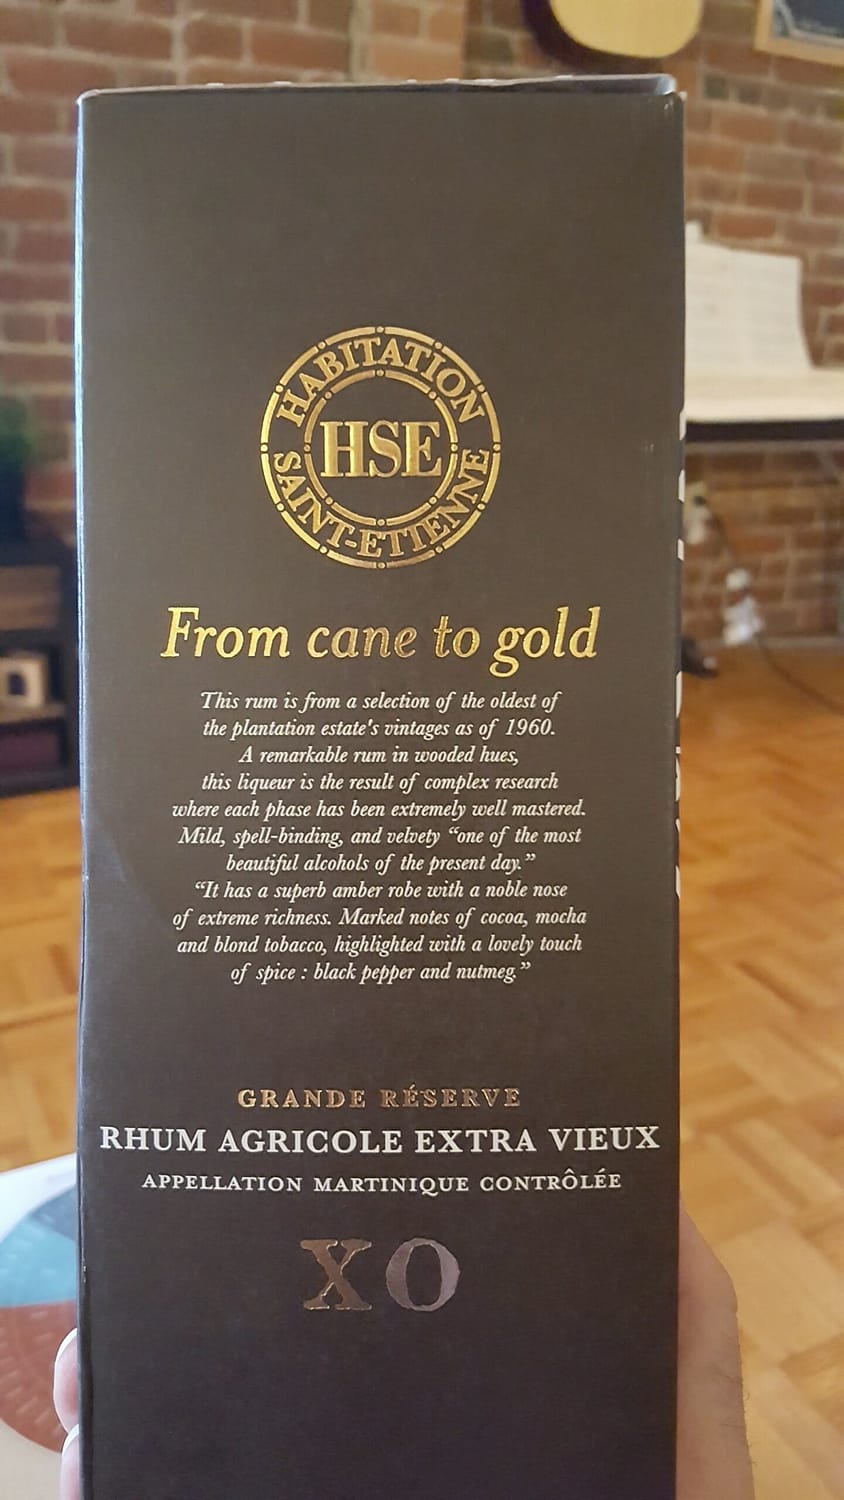 HABITATION
HSE
SAINT-ETIENNE
From cane to gold
This rum is from a selection of the oldest of
the plantation estate's vintages as of 1960.
A remarkable rum in wooded hues,
this liqueur is the result of complex research
where each phase has been extremely well mastered.
Mild, spell-binding, and velvety “one of the most
beautiful alcohols of the present day.”
“It has a superb amber robe with a noble nose
of extreme richness. Marked notes of cocoa, mocha
and blond tobacco, highlighted with a lovely touch
of spice : black pepper and nutmeg.”
GRANDE RÉSERVE
RHUM AGRICOLE EXTRA VIEUX
APPELLATION MARTINIQUE CONTRÔLÉE
XO